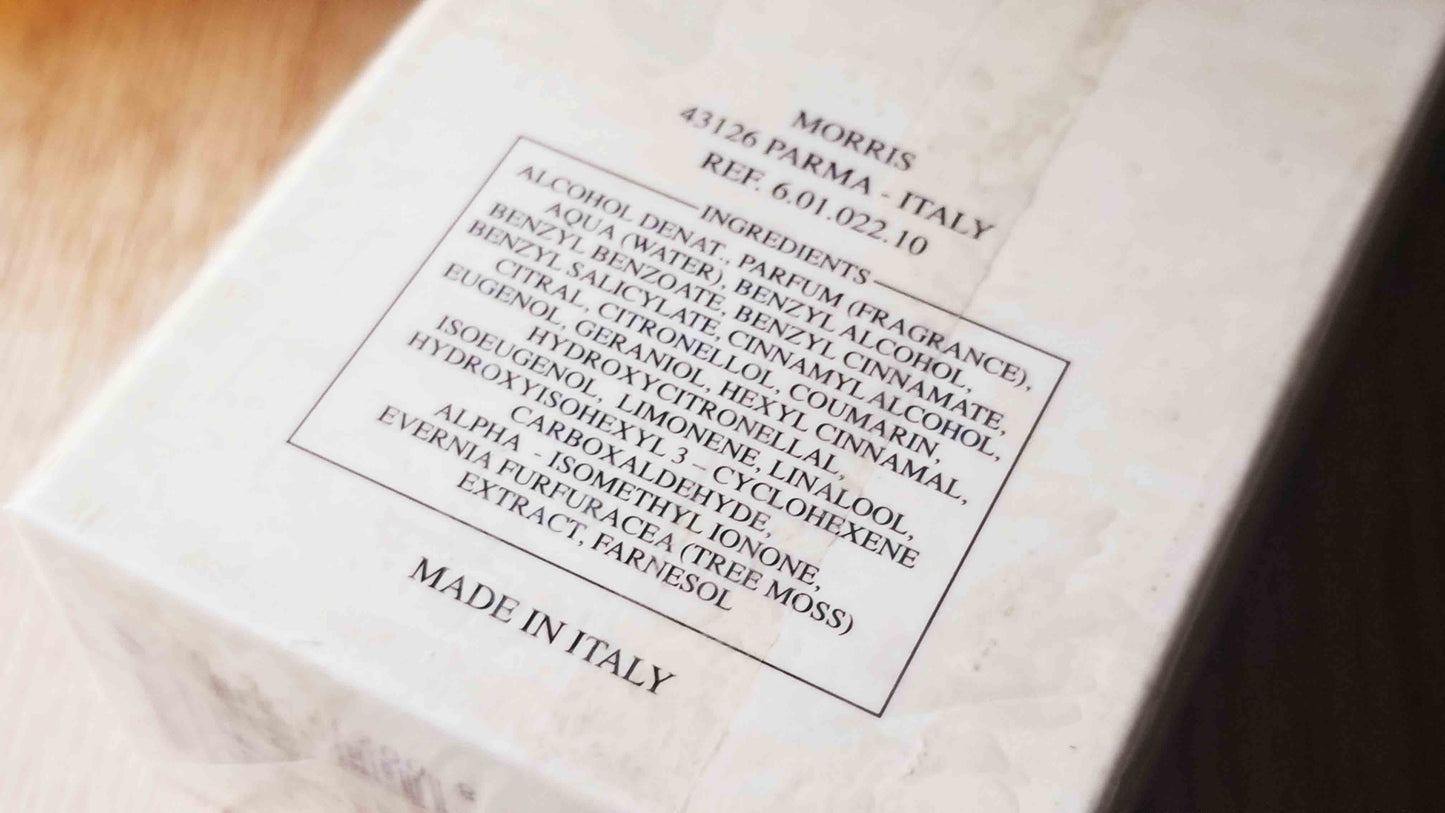 MORRIS
43126 PARMA - ITALY
REF. 6.01.022.10
INGREDIENTS
ALCOHOL DENAT., PARFUM (FRAGRANCE),
AQUA (WATER), BENZYL ALCOHOL,
BENZYL BENZOATE, BENZYL CINNAMATE,
BENZYL SALICYLATE, CINNAMYL ALCOHOL,
CITRAL, CITRONELLOL, COUMARIN,
EUGENOL, GERANIOL, HEXYL CINNAMAL,
HYDROXYCITRONELLAL,
ISOEUGENOL, LIMONENE, LINALOOL,
HYDROXYISOHEXYL 3 – CYCLOHEXENE
CARBOXALDEHYDE,
ALPHA - ISOMETHYL IONONE,
EVERNIA FURFURACEA (TREE MOSS)
EXTRACT, FARNESOL
MADE IN ITALY